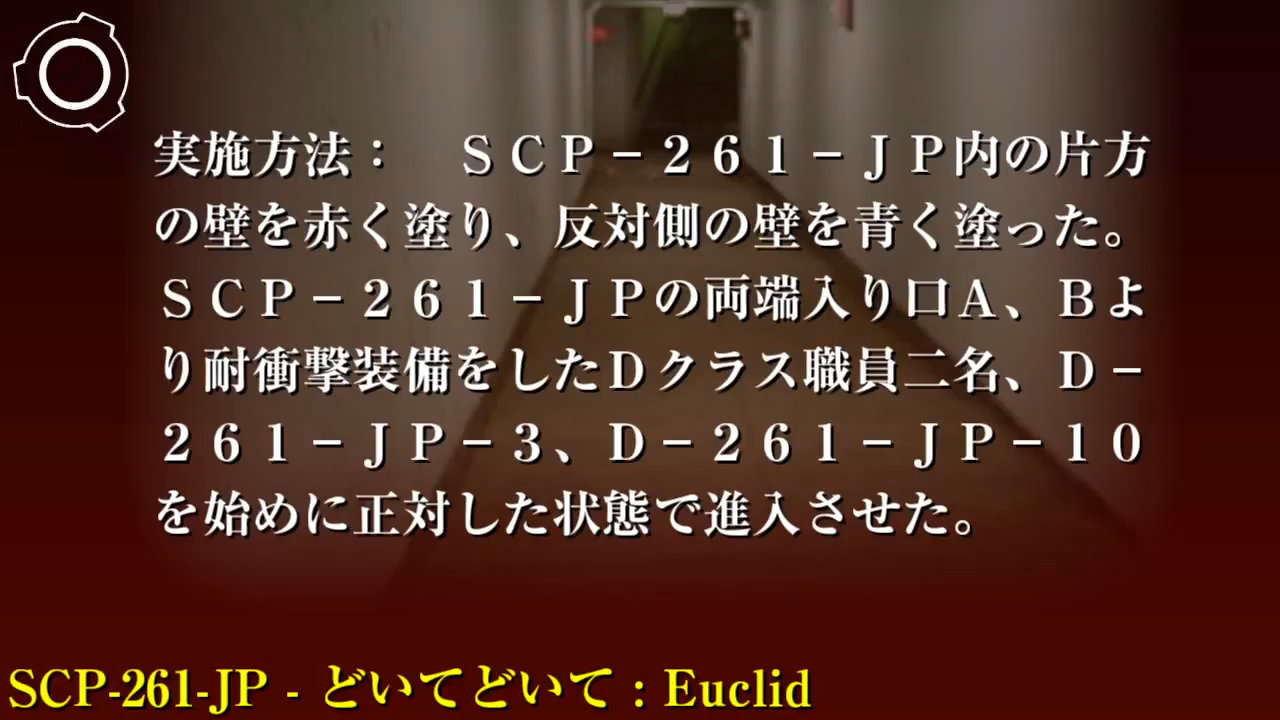 実施方法：　ＳＣＰ－２６１－ＪＰ内の片方
の壁を赤く塗り、反対側の壁を青く塗った。
ＳＣＰ－２６１－ＪＰの両端入り口Ａ、Ｂよ
り耐衝撃装備をしたＤクラス職員二名、Ｄ－
２６１－ＪＰ－３、Ｄ－２６１－ＪＰ－１０
を始めに正対した状態で進入させた。
SCP-261-JP - どいてどいて : Euclid